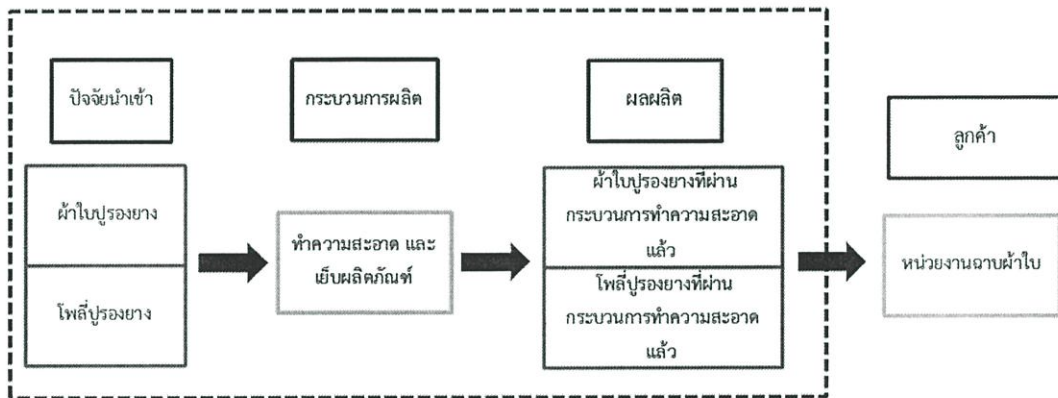 ปัจจัยนำเข้า
กระบวนการผลิต
ผลผลิต
ลูกค้า
ผ้าใบปูรองยาง
โพลี่ปูรองยาง
ทำความสะอาด และ
เย็บผลิตภัณฑ์
ผ้าใบปูรองยางที่ผ่าน
กระบวนการทำความสะอาด
แล้ว
โพลี่ปูรองยางที่ผ่าน
กระบวนการทำความสะอาด
แล้ว
หน่วยงานฉาบผ้าใบ